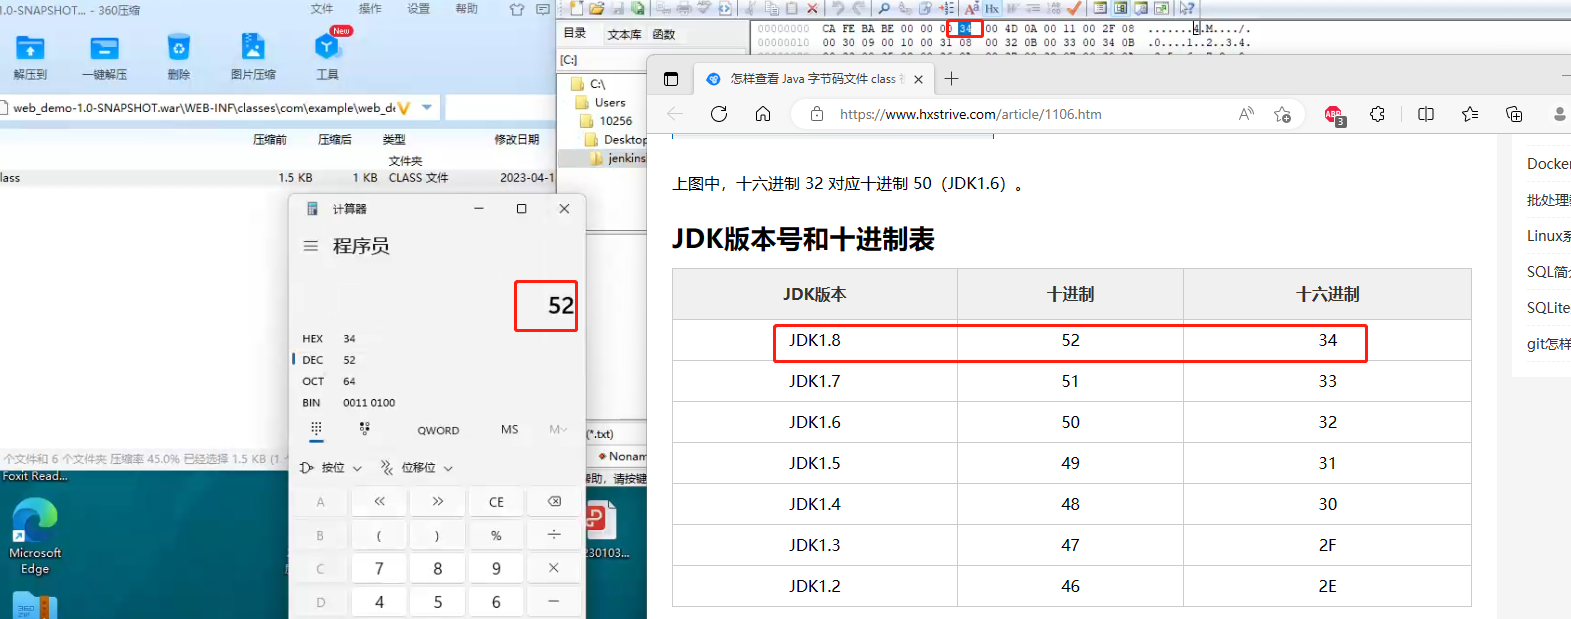 1.0-SNAPSHOT... - 360压缩
文件 操作 设置 帮助
New
解压到 一键解压 删除 图片压缩 工具
web_demo-1.0-SNAPSHOT.war\WEB-INF\classes\com\example\web_de
压缩前 压缩后 类型 修改日期
文件夹
lass 1.5 KB 1 KB CLASS 文件 2023-04-1
个文件和 6 个文件夹 压缩率 45.0% 已经选择 1.5 KB (1.
Foxit Read...
Microsoft
Edge
360
ZIP
计算器
程序员
52
HEX 34
DEC 52
OCT 64
BIN 0011 0100
QWORD MS M
按位 位移位
A << >> CE
B ( ) % ÷
C 7 8 9 ×
D 4 5 6 −
目录 文本库 函数
[C:]
C:\
Users
10256
Desktop
jenkins
(*.txt)
Nonam
帮助，请按键
230103...
00000000 CA FE BA BE 00 00 00 34 00 4D 0A 00 11 00 2F 08 .......4.M..../.
00000010 00 30 09 00 10 00 31 08 00 32 0B 00 33 00 34 0B .0....1..2..3.4.
怎样查看 Java 字节码文件 class
https://www.hxstrive.com/article/1106.htm
ABP
3
上图中，十六进制 32 对应十进制 50（JDK1.6）。
JDK版本号和十进制表
JDK版本 十进制 十六进制
JDK1.8 52 34
JDK1.7 51 33
JDK1.6 50 32
JDK1.5 49 31
JDK1.4 48 30
JDK1.3 47 2F
JDK1.2 46 2E
Docker
批处理
Linux系
SQL简
SQLite
git怎样